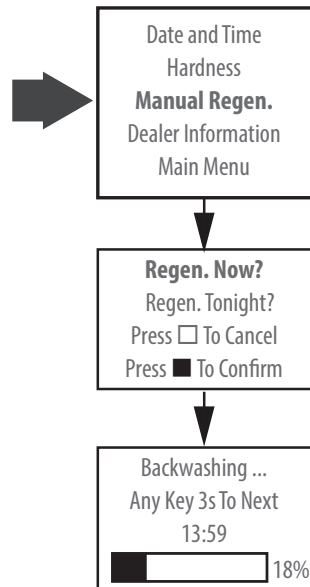 Date and Time
Hardness
Manual Regen.
Dealer Information
Main Menu
Regen. Now?
Regen. Tonight?
Press □ To Cancel
Press ■ To Confirm
Backwashing ...
Any Key 3s To Next
13:59
18%